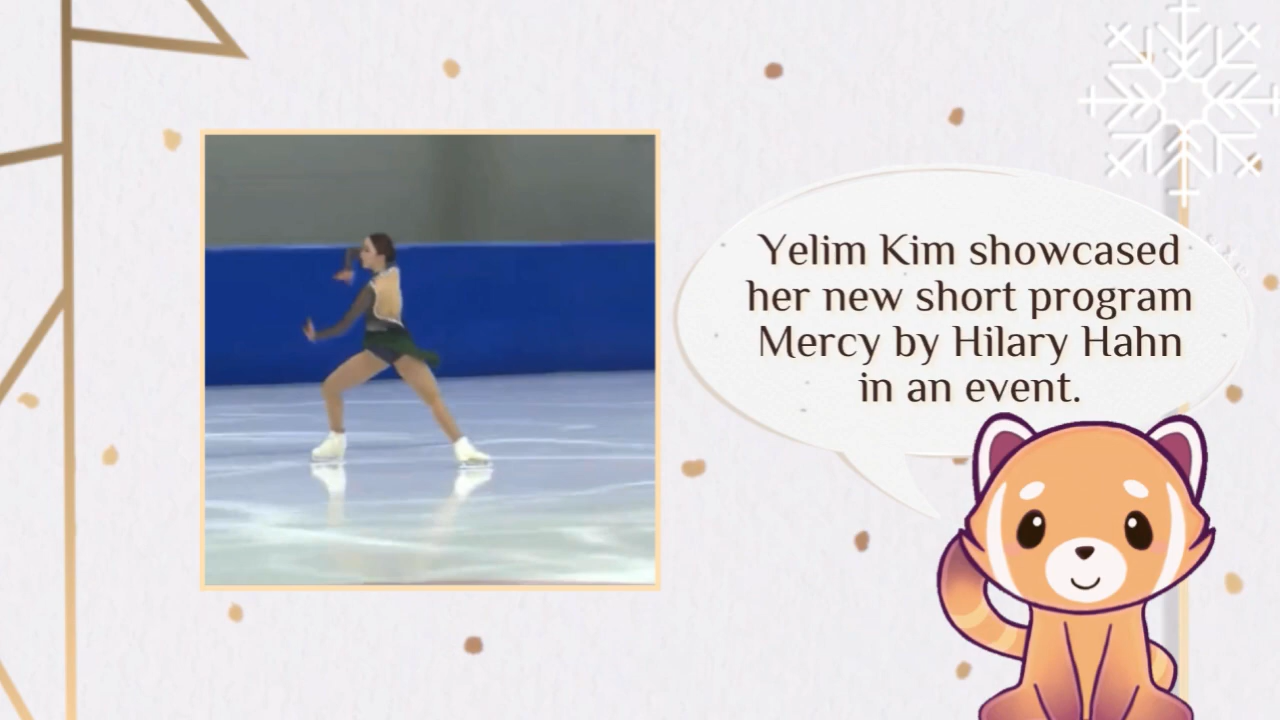 Yelim Kim showcased
her new short program
Mercy by Hilary Hahn
in an event.